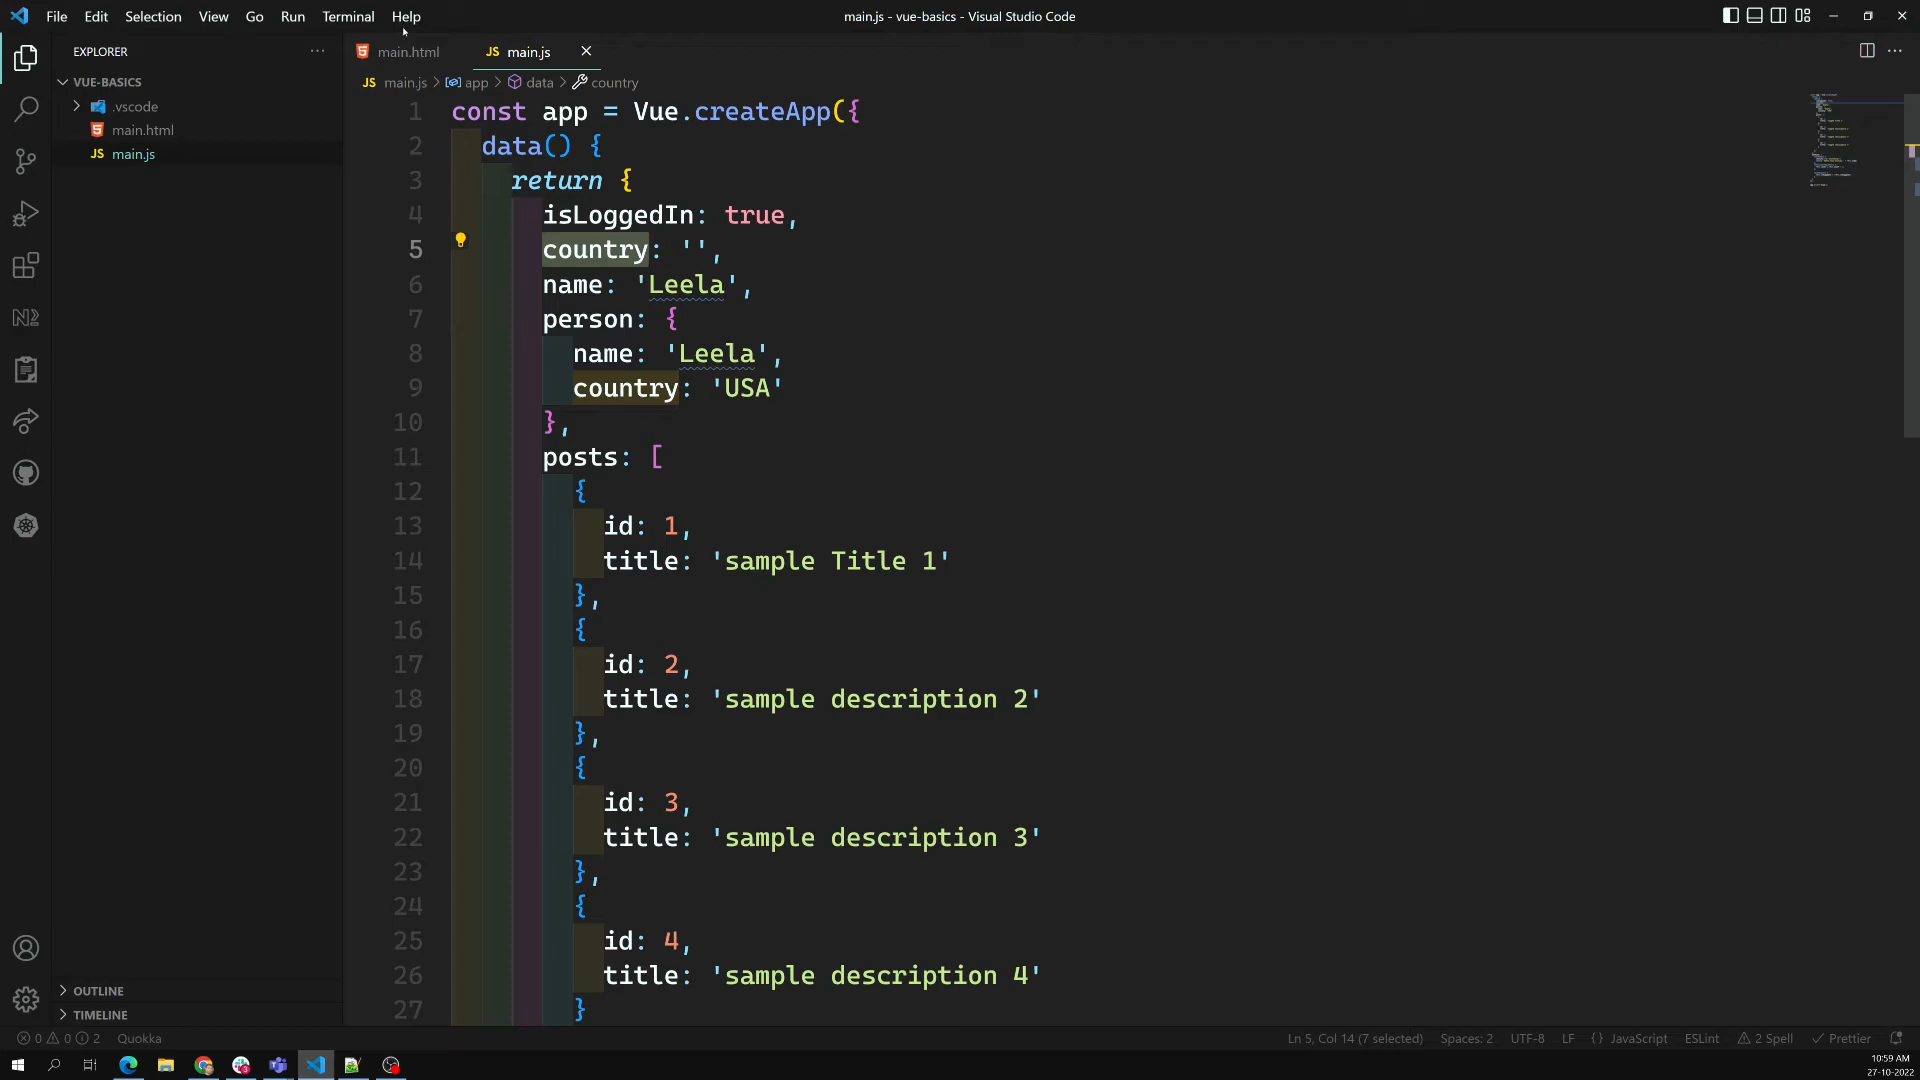 File Edit Selection View Go Run Terminal Help
main.js - vue-basics - Visual Studio Code
EXPLORER
VUE-BASICS
.vscode
main.html
main.js
OUTLINE
TIMELINE
main.html
JS main.js
JS main.js > app > data > country
1 const app = Vue.createApp({
2 data() {
3 return {
4 isLoggedIn: true,
5 country: '',
6 name: 'Leela',
7 person: {
8 name: 'Leela',
9 country: 'USA'
10 },
11 posts: [
12 {
13 id: 1,
14 title: 'sample Title 1'
15 },
16 {
17 id: 2,
18 title: 'sample description 2'
19 },
20 {
21 id: 3,
22 title: 'sample description 3'
23 },
24 {
25 id: 4,
26 title: 'sample description 4'
27 }
0 0 2 Quokka
Ln 5, Col 14 (7 selected) Spaces: 2 UTF-8 LF {} JavaScript ESLint 2 Spell Prettier
10:59 AM
27-10-2022